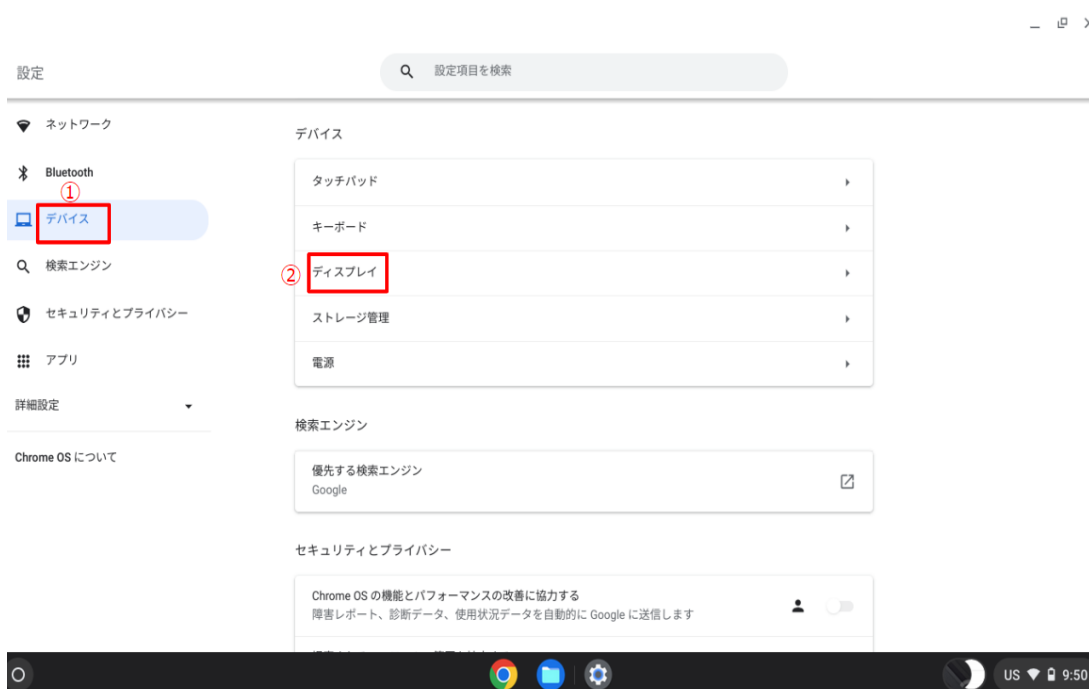 設定
設定項目を検索
ネットワーク
Bluetooth
①
デバイス
検索エンジン
セキュリティとプライバシー
アプリ
詳細設定
Chrome OS について
デバイス
タッチパッド
キーボード
② ディスプレイ
ストレージ管理
電源
検索エンジン
優先する検索エンジン
Google
セキュリティとプライバシー
Chrome OS の機能とパフォーマンスの改善に協力する
障害レポート、診断データ、使用状況データを自動的に Google に送信します
US 9:50